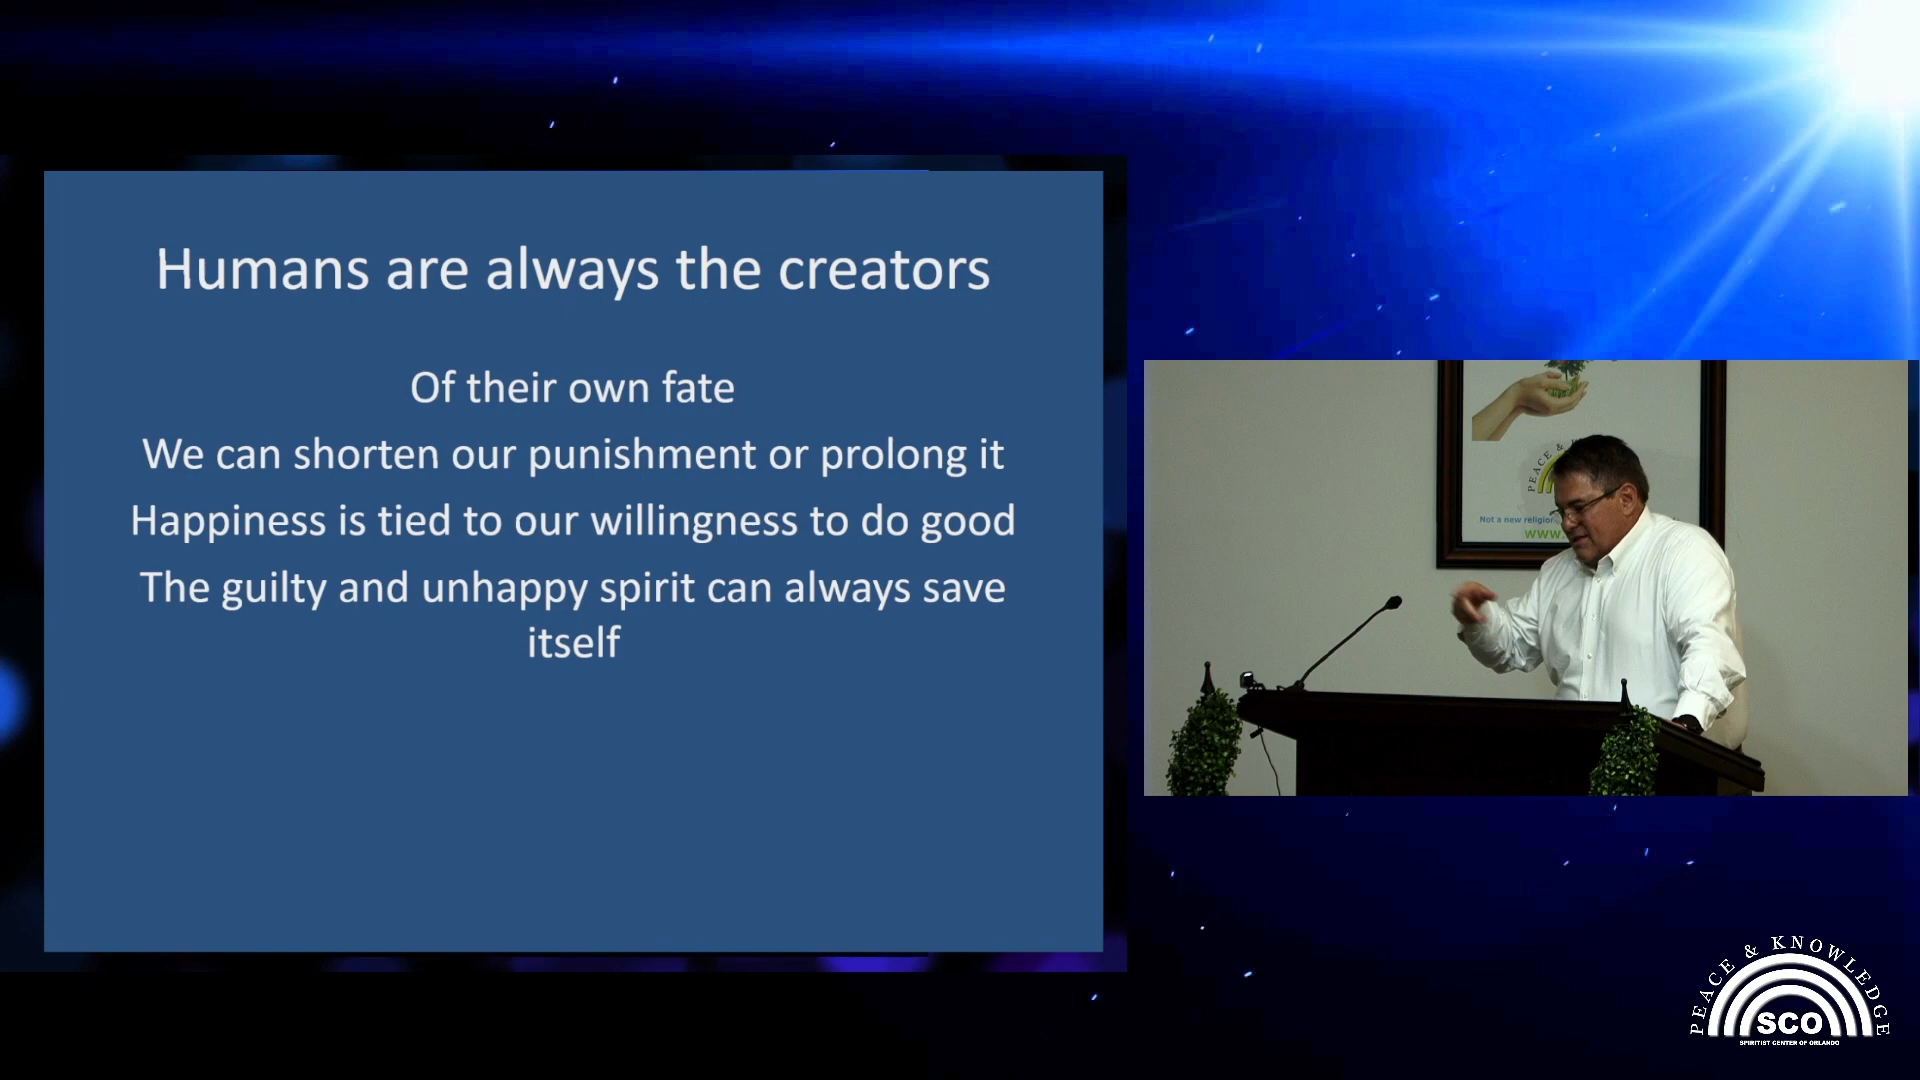 Humans are always the creators
Of their own fate
We can shorten our punishment or prolong it
Happiness is tied to our willingness to do good
The guilty and unhappy spirit can always save
itself
PEACE &
Not a new religion
WWW.
PEACE & KNOWLEDGE
SCO
SPIRITIST CENTER OF ORLANDO